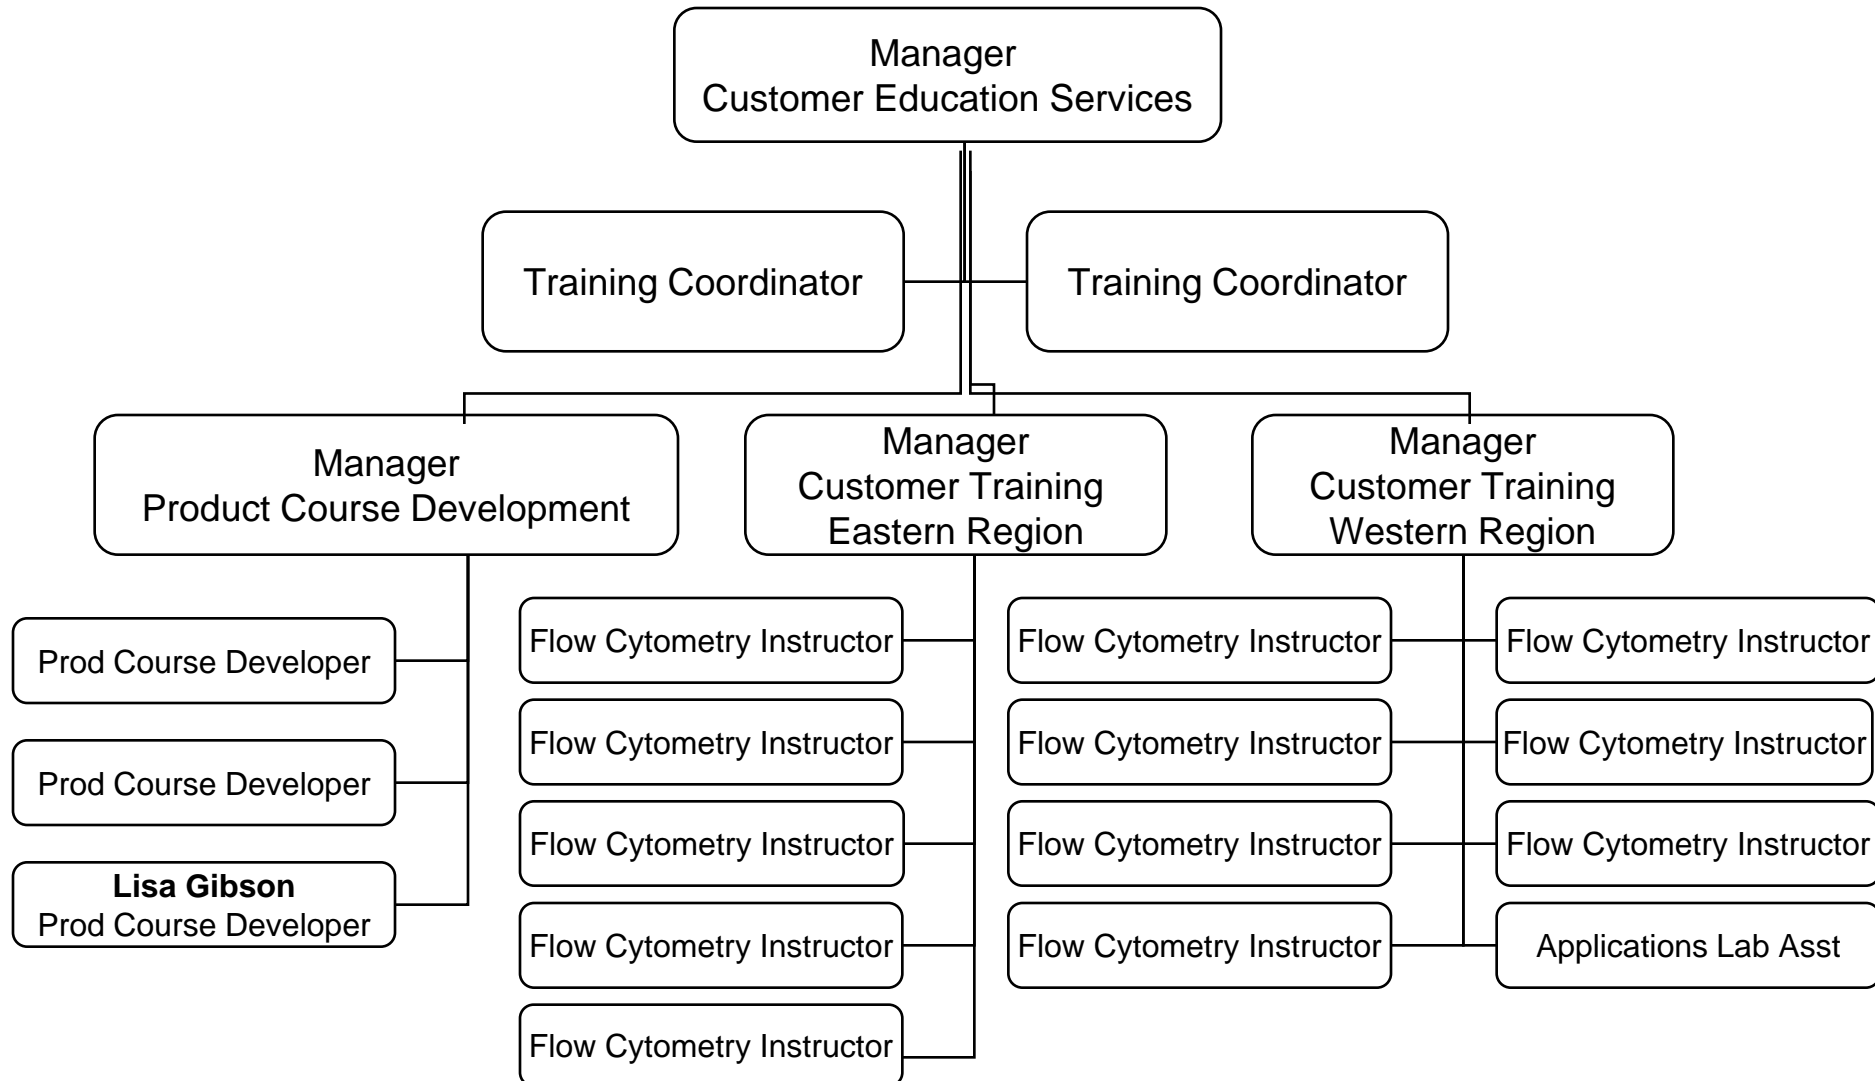 Manager
Customer Education Services
Training Coordinator
Training Coordinator
Manager
Product Course Development
Manager
Customer Training
Eastern Region
Manager
Customer Training
Western Region
Prod Course Developer
Prod Course Developer
Lisa Gibson
Prod Course Developer
Flow Cytometry Instructor
Flow Cytometry Instructor
Flow Cytometry Instructor
Flow Cytometry Instructor
Flow Cytometry Instructor
Flow Cytometry Instructor
Flow Cytometry Instructor
Flow Cytometry Instructor
Flow Cytometry Instructor
Flow Cytometry Instructor
Flow Cytometry Instructor
Flow Cytometry Instructor
Applications Lab Asst